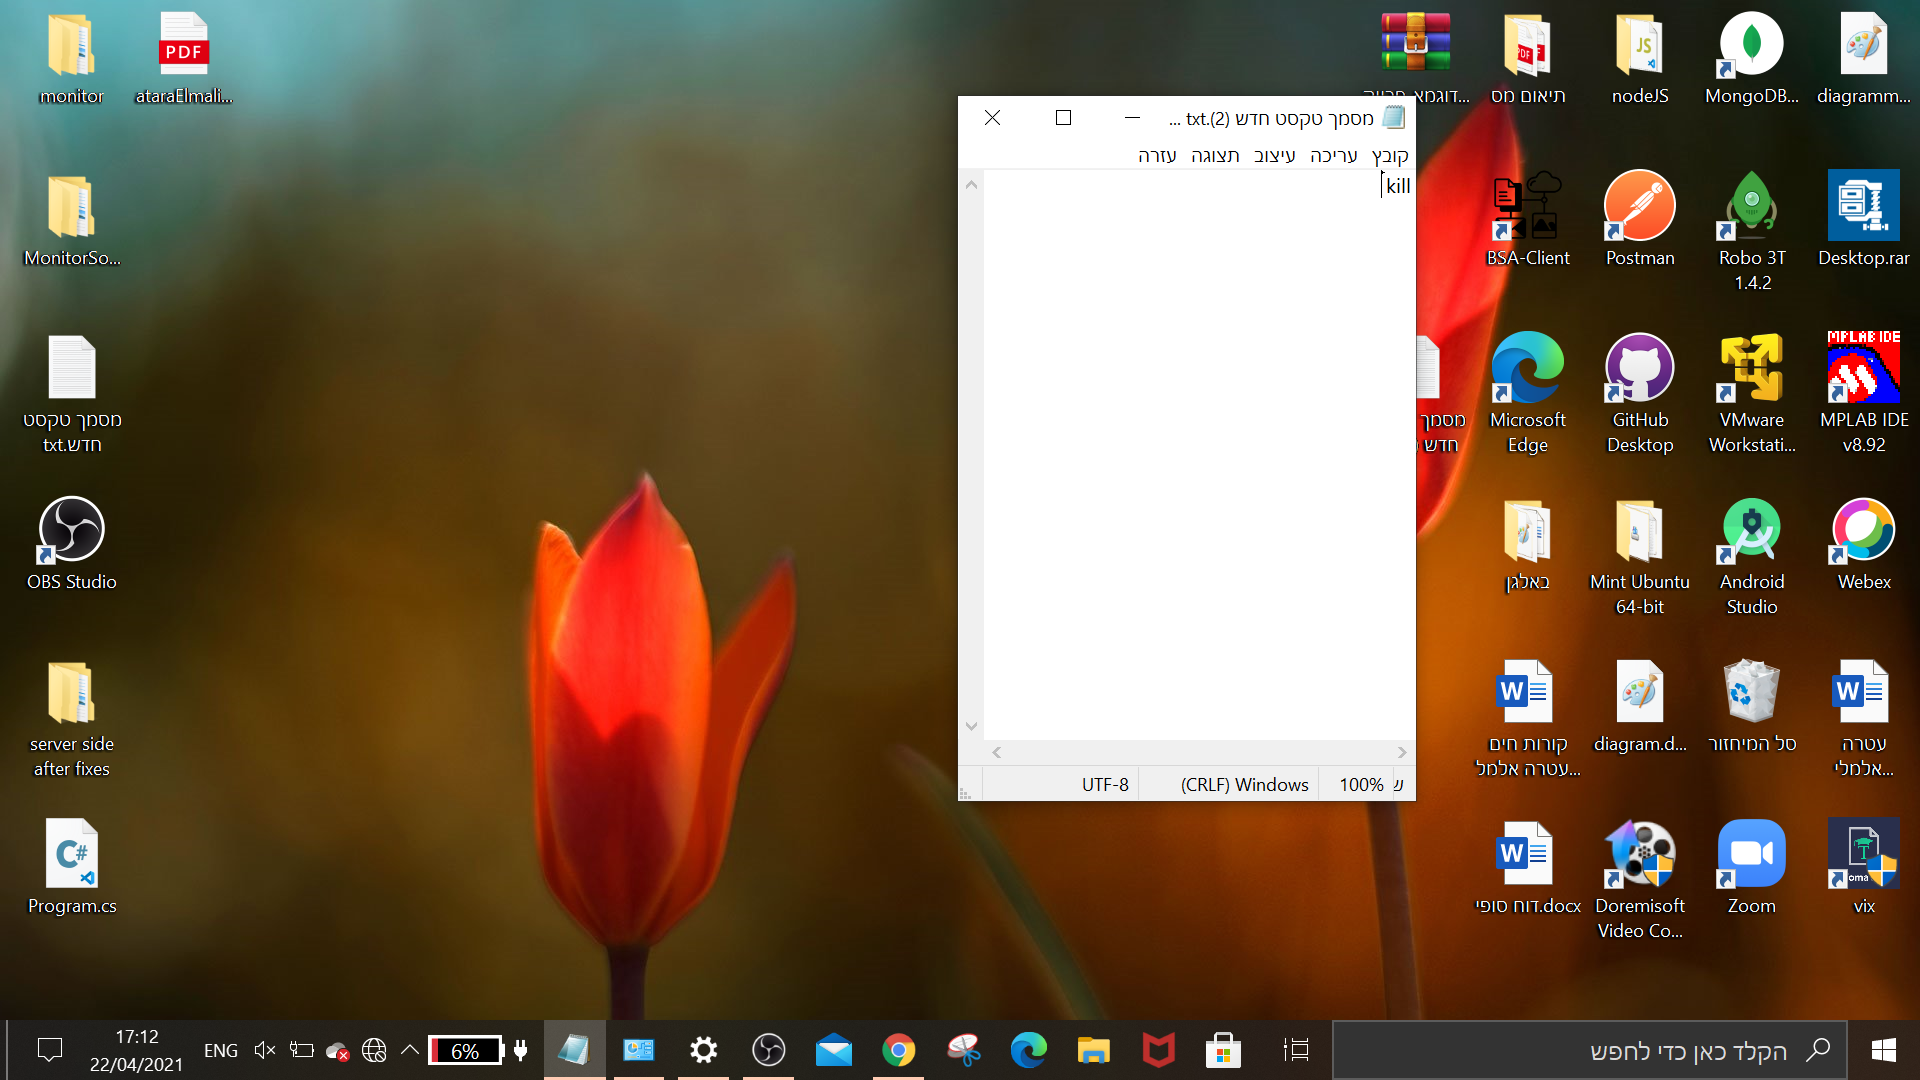 monitor
ataraElmali...
MonitorSo...
מסמך טקסט
חדש.txt
OBS Studio
server side
after fixes
Program.cs
PDF
C#
מסמך טקסט חדש (2).txt ...
קובץ עריכה עיצוב תצוגה עזרה
kill
UTF-8
(CRLF) Windows
100%
תיאום מס
nodeJS
MongoDB...
diagramm...
BSA-Client
Postman
Robo 3T
1.4.2
Desktop.rar
מסמך
חדש
Microsoft
Edge
GitHub
Desktop
VMware
Workstati...
MPLAB IDE
MPLAB IDE
v8.92
באלגן
Mint Ubuntu
64-bit
Android
Studio
Webex
קורות חיים
עטרה אלמל...
diagram.d...
סל המיחזור
עטרה
אלמלי...
דוח סופי.docx
Doremisoft
Video Co...
Zoom
vix
17:12
22/04/2021
ENG
6%
הקלד כאן כדי לחפש